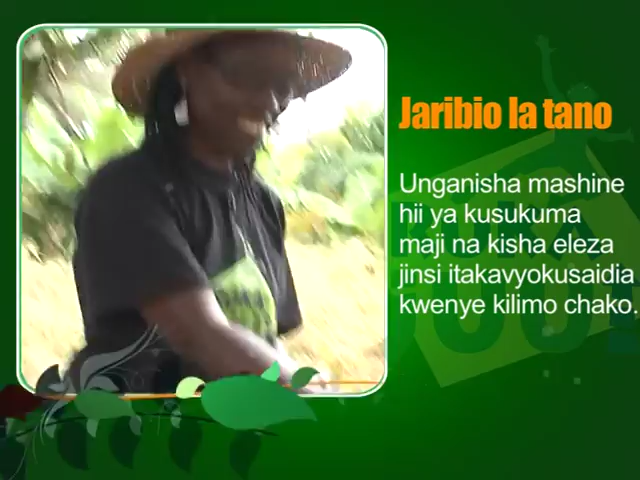 Jaribio la tano
Unganisha mashine
hii ya kusukuma
maji na kisha eleza
jinsi itakavyokusaidia
kwenye kilimo chako.